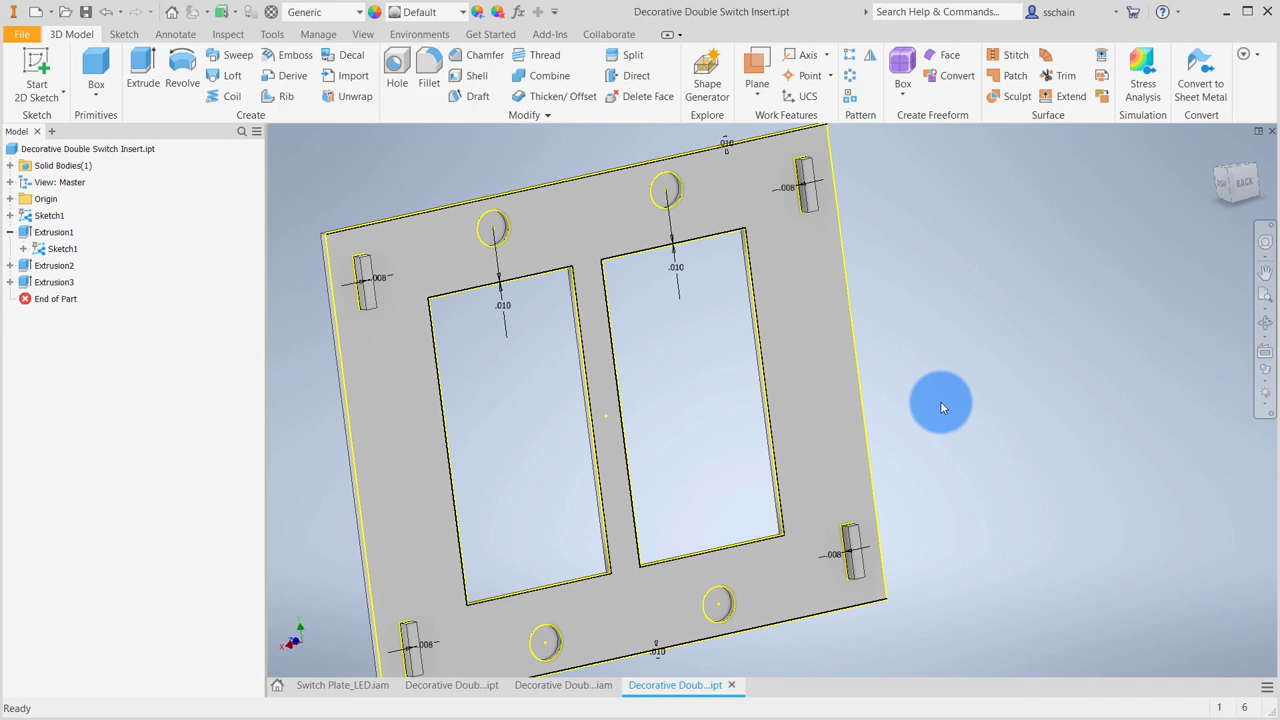 Generic
Default
Decorative Double Switch Insert.ipt
Search Help & Commands...
sschain
File
3D Model
Sketch
Annotate
Inspect
Tools
Manage
View
Environments
Get Started
Add-Ins
Collaborate
Start
2D Sketch
Box
Extrude
Revolve
Sweep
Emboss
Decal
Loft
Derive
Import
Coil
Rib
Unwrap
Hole
Fillet
Chamfer
Thread
Split
Shell
Combine
Direct
Draft
Thicken/ Offset
Delete Face
Shape
Generator
Plane
Axis
Point
UCS
Box
Face
Convert
Stitch
Patch
Trim
Sculpt
Extend
Stress
Analysis
Convert to
Sheet Metal
Sketch
Primitives
Create
Modify
Explore
Work Features
Pattern
Create Freeform
Surface
Simulation
Convert
Model
Decorative Double Switch Insert.ipt
Solid Bodies(1)
View: Master
Origin
Sketch1
Extrusion1
Sketch1
Extrusion2
Extrusion3
End of Part
.010
.008
.008
.010
.010
.008
.008
.010
BACK
X
Y
Z
Switch Plate_LED.iam
Decorative Doub...ipt
Decorative Doub...iam
Decorative Doub...ipt
Ready
1
6